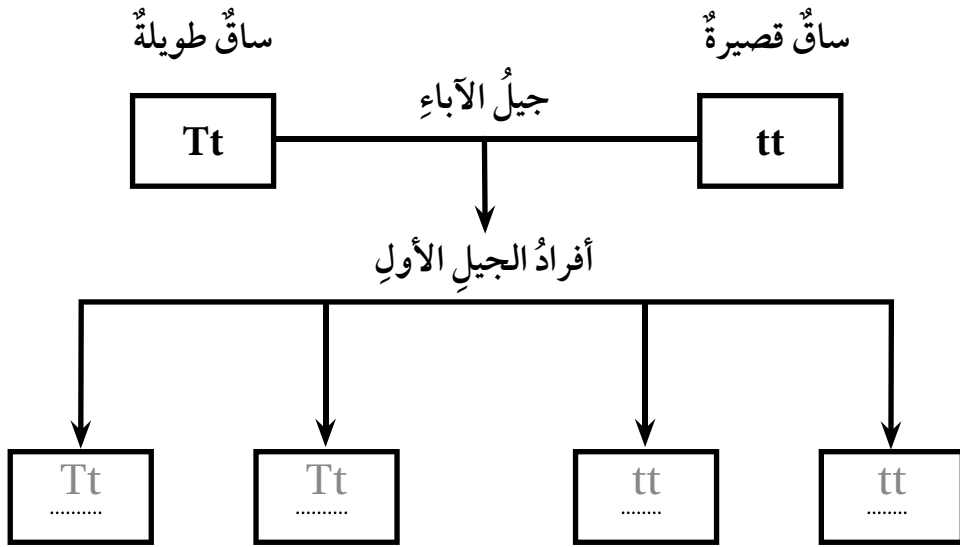 ساقٌ قصيرةٌ
ساقٌ طويلةٌ
جيلُ الآباءِ
tt
Tt
أفرادُ الجيلِ الأولِ
Tt Tt tt tt
.......... .......... ........ ........